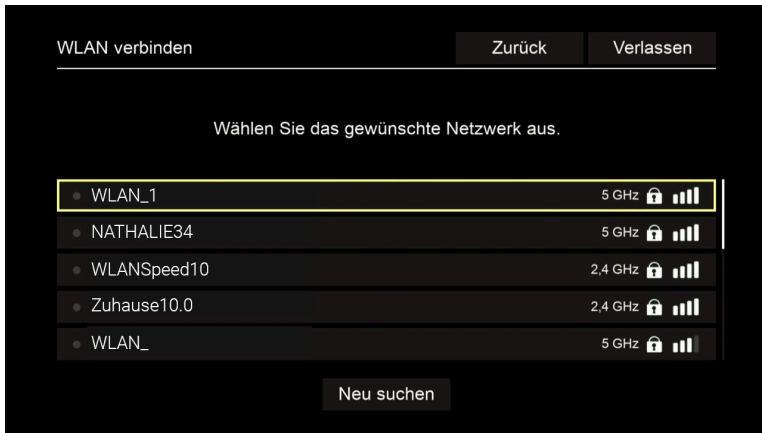 WLAN verbinden Zurück Verlassen
Wählen Sie das gewünschte Netzwerk aus.
WLAN_1 5 GHz
NATHALIE34 5 GHz
WLANSpeed10 2,4 GHz
Zuhause10.0 2,4 GHz
WLAN_ 5 GHz
Neu suchen